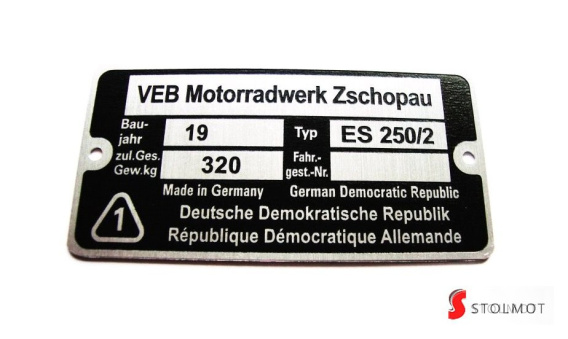 VEB Motorradwerk Zschopau
Bau-
jahr
19
Typ
ES 250/2
zul.Ges.
Gew.kg
320
Fahr.-
gest.-Nr.
Made in Germany German Democratic Republic
1
Deutsche Demokratische Republik
République Démocratique Allemande
STOLMOT